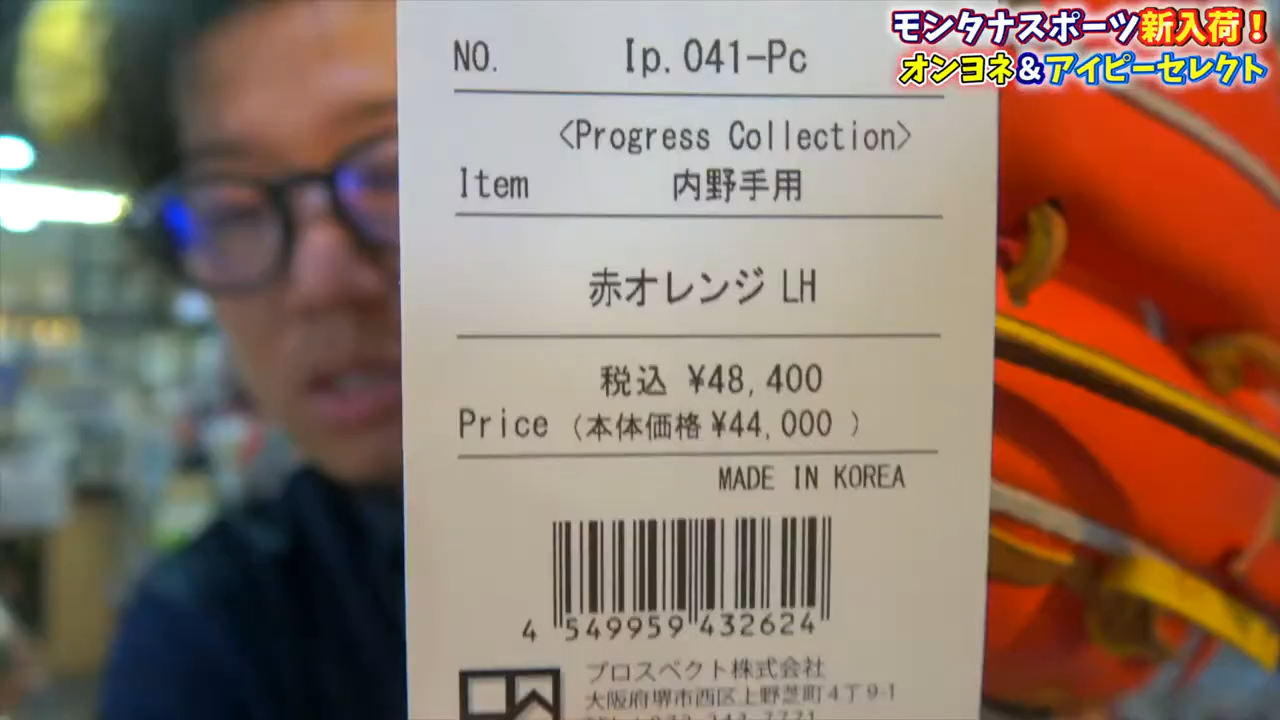 モンタナスポーツ新入荷!
オンヨネ&アイピーセレクト
NO. Ip.041-Pc
<Progress Collection>
Item 内野手用
赤オレンジ LH
税込 ¥48,400
Price (本体価格 ¥44,000 )
MADE IN KOREA
4 549959 432624
プロスペクト株式会社
大阪府堺市西区上野芝町4丁9-1